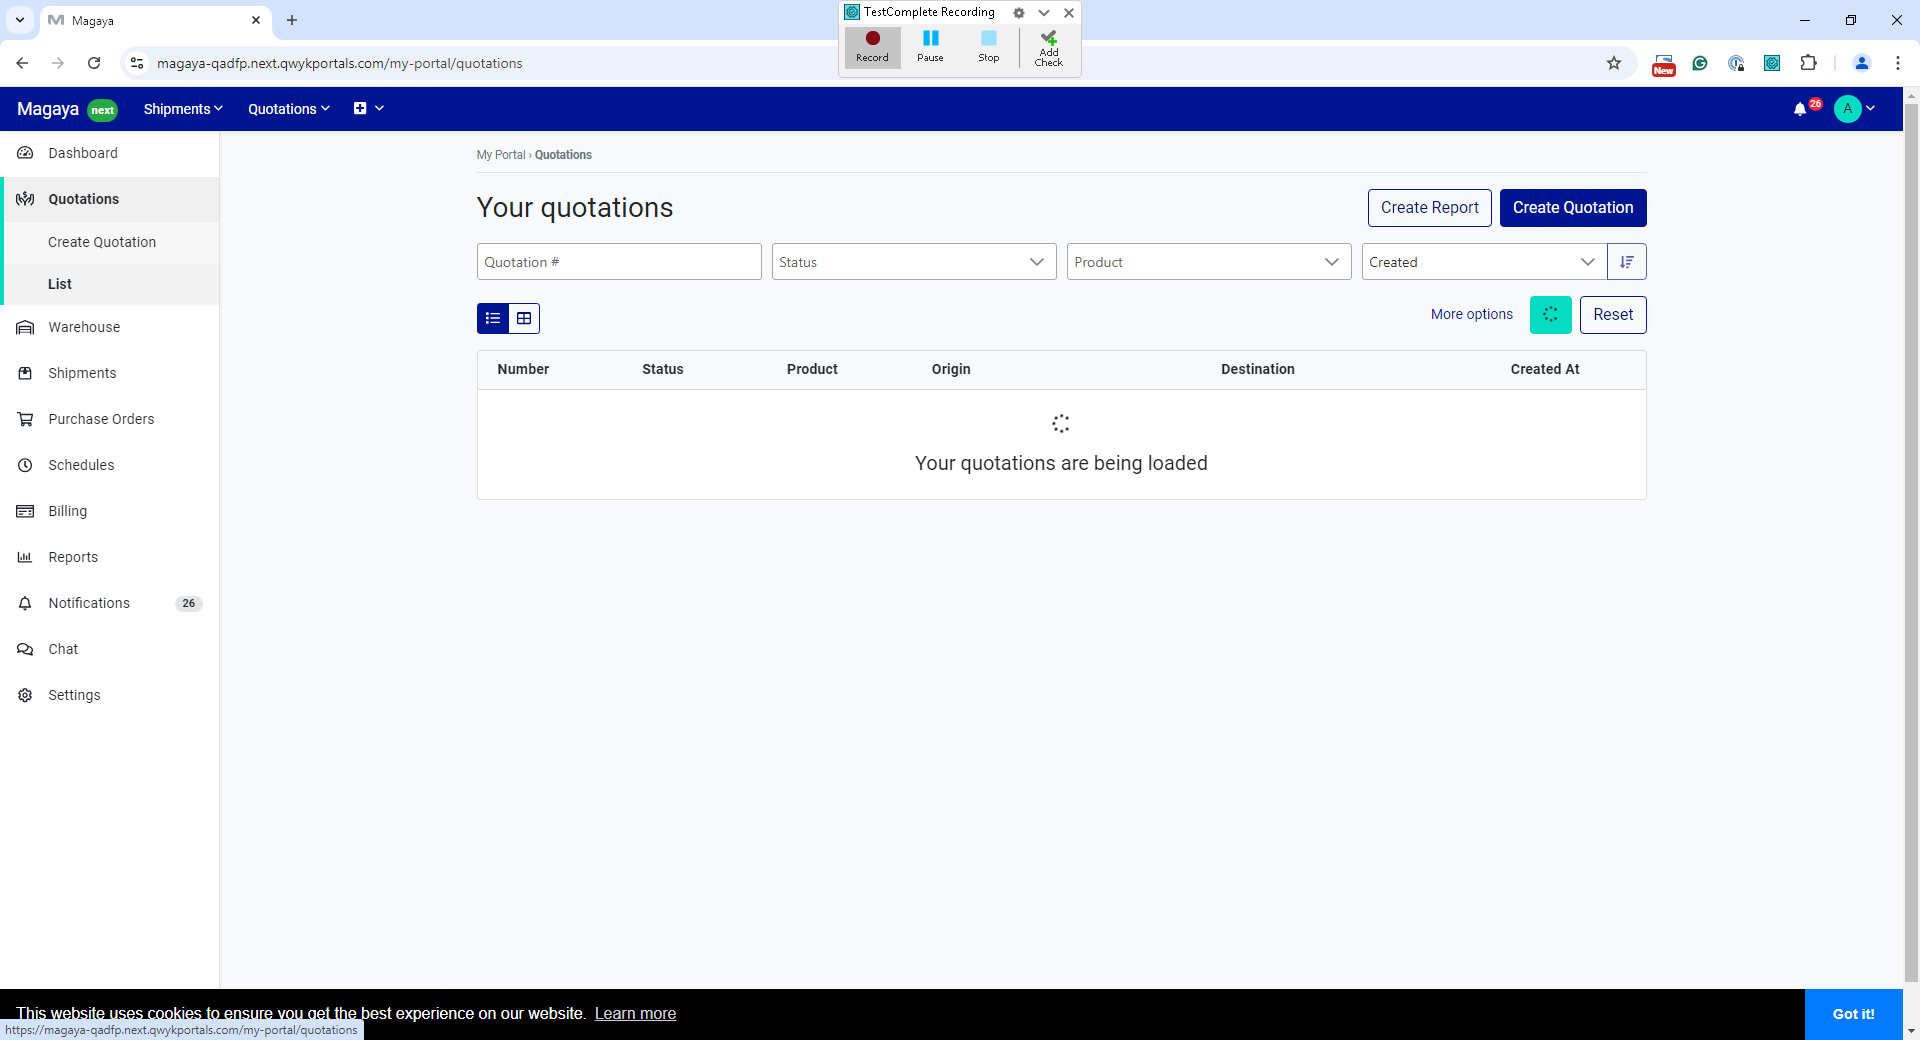 Magaya
TestComplete Recording
Record
Pause
Stop
Add
Check
magaya-qadfp.next.qwykportals.com/my-portal/quotations
New
Magaya next
Shipments
Quotations
26
A
Dashboard
Quotations
Create Quotation
List
Warehouse
Shipments
Purchase Orders
Schedules
Billing
Reports
Notifications 26
Chat
Settings
My Portal › Quotations
Your quotations
Create Report
Create Quotation
Quotation #
Status
Product
Created
More options
Reset
Number Status Product Origin Destination Created At
Your quotations are being loaded
This website uses cookies to ensure you get the best experience on our website. Learn more
Got it!
https://magaya-qadfp.next.qwykportals.com/my-portal/quotations